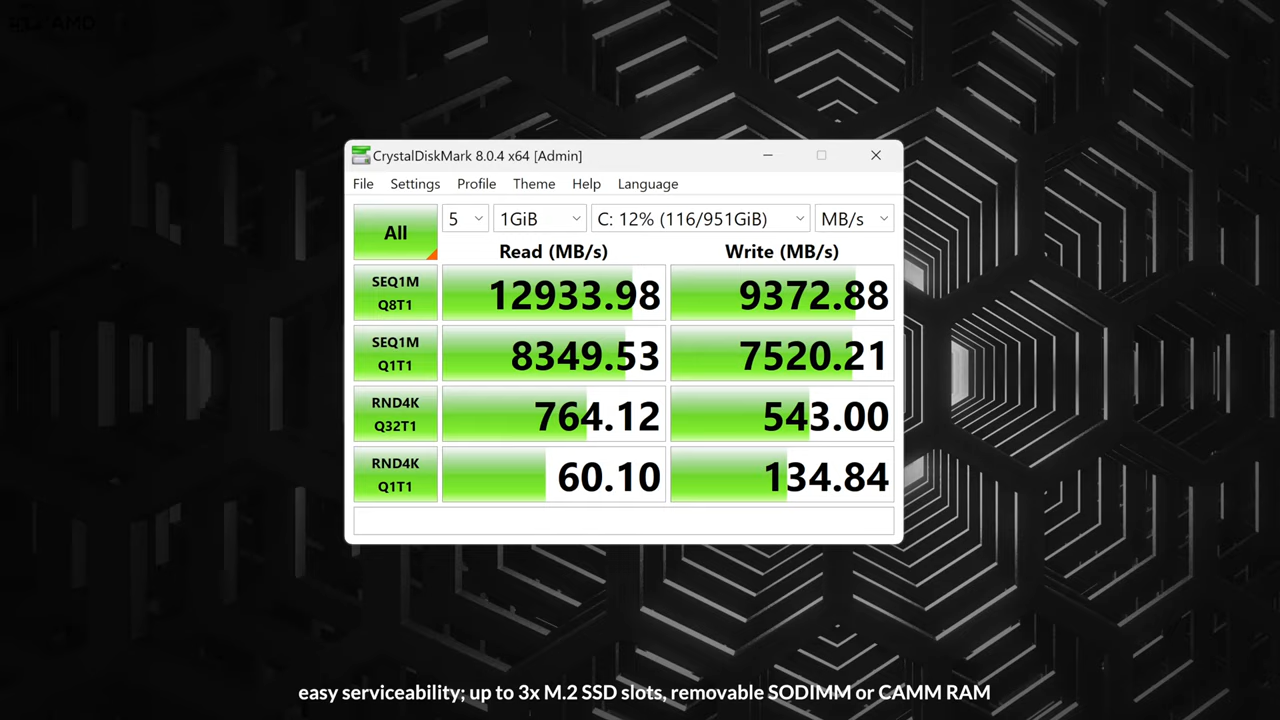 AMD
CrystalDiskMark 8.0.4 x64 [Admin]
File Settings Profile Theme Help Language
All 5 1GiB C: 12% (116/951GiB) MB/s
Read (MB/s) Write (MB/s)
SEQ1M
Q8T1 12933.98 9372.88
SEQ1M
Q1T1 8349.53 7520.21
RND4K
Q32T1 764.12 543.00
RND4K
Q1T1 60.10 134.84
easy serviceability; up to 3x M.2 SSD slots, removable SODIMM or CAMM RAM